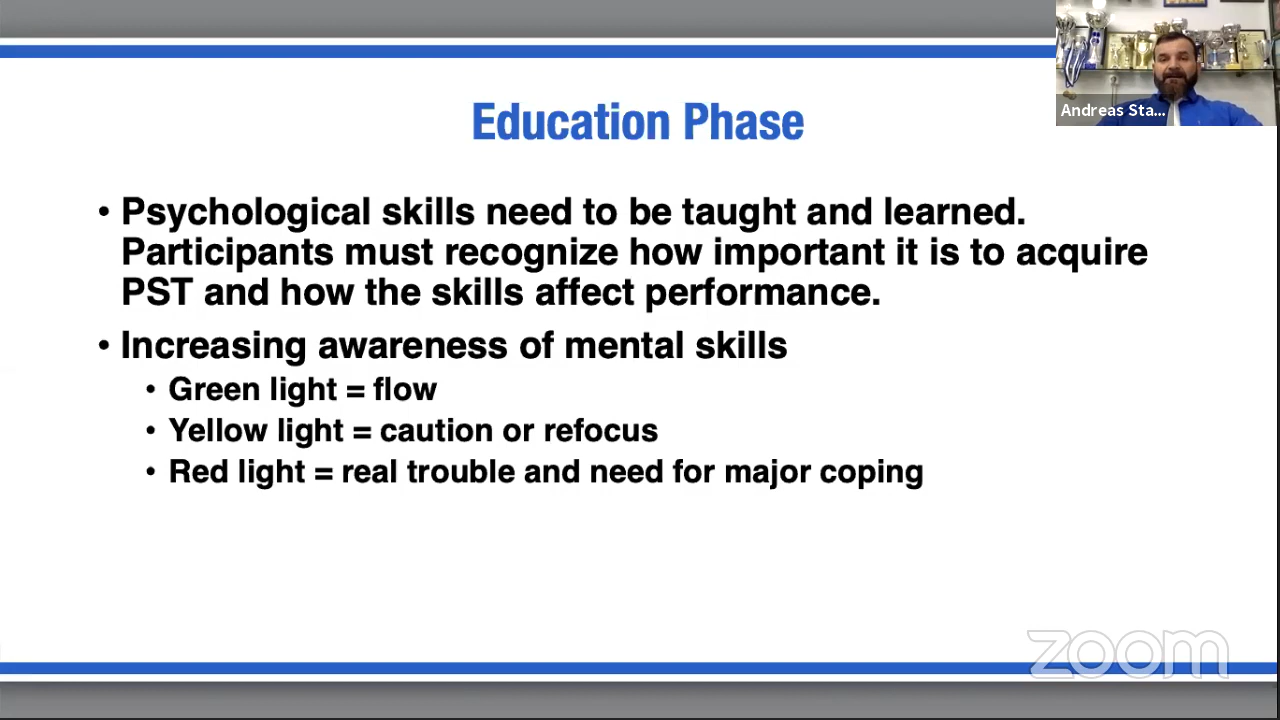 Andreas Sta...
Education Phase
• Psychological skills need to be taught and learned.
Participants must recognize how important it is to acquire
PST and how the skills affect performance.
• Increasing awareness of mental skills
• Green light = flow
• Yellow light = caution or refocus
• Red light = real trouble and need for major coping
zoom